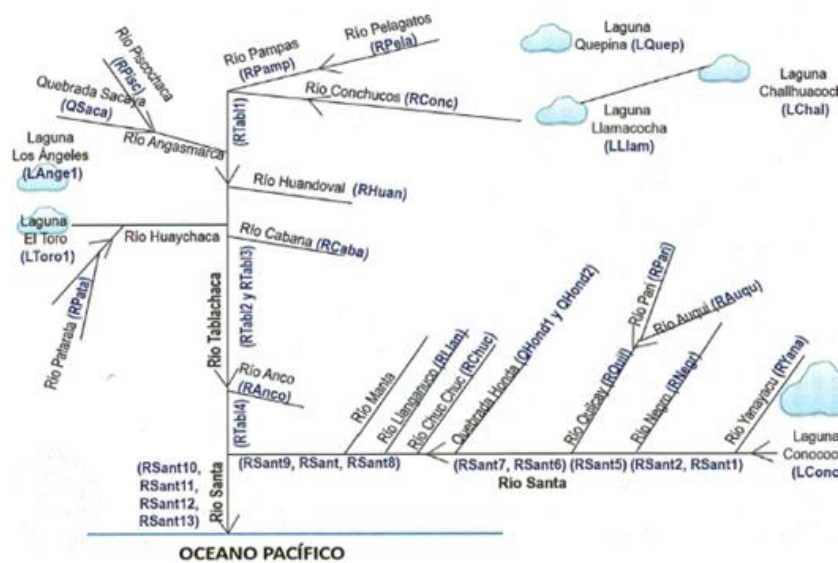 Río Piscochaca
(RPisc)
Quebrada Sacaya
(QSaca)
Río Angasmarca
Río Pampas
(RPamp)
Río Pelagatos
(RPela)
Río Conchucos (RConc)
(RTabl1)
Laguna
Quepina (LQuep)
Laguna
Challhuacoch
(LChal)
Laguna
Llamacocha
(LLlam)
Laguna
Los Ángeles
(LAnge1)
Río Huandoval (RHuan)
Laguna
El Toro
(LToro1)
Río Huaychaca
Río Cabana (RCaba)
Río Patarala (RPata)
Río Tablachaca
(RTabl2 y RTabl3)
Río Anco
(RAnco)
(RTabl4)
Río Manta
Río Llanganuco (RLlan)
Río Chuc Chuc (RChuc)
Quebrada Honda (QHond1 y QHond2)
Río Quilcay (RQuil)
Río Pari (RPari)
Río Auqui (RAuqu)
Río Negro (RNegr)
Río Yanayacu (RYana)
Laguna
Conococ
(LCono
(RSant10,
RSant11,
RSant12,
RSant13)
Río Santa
(RSant9, RSant, RSant8)
(RSant7, RSant6) (RSant5) (RSant2, RSant1)
Río Santa
OCEANO PACÍFICO